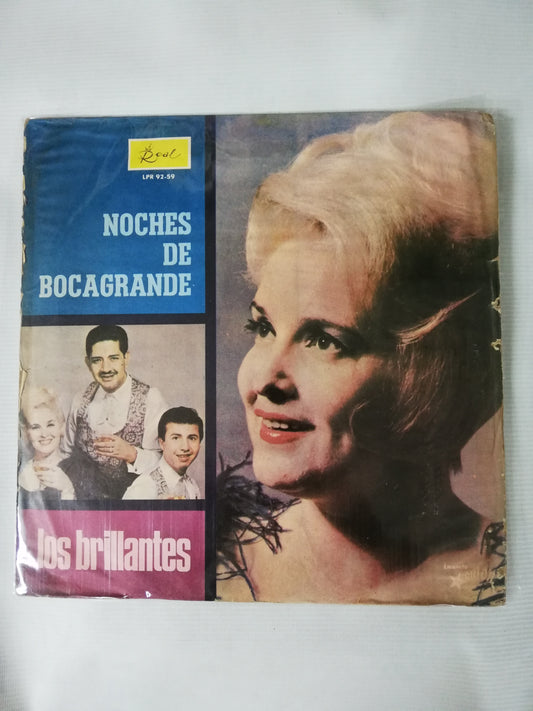 Real
LPR 92-59
NOCHES
DE
BOCAGRANDE
los brillantes